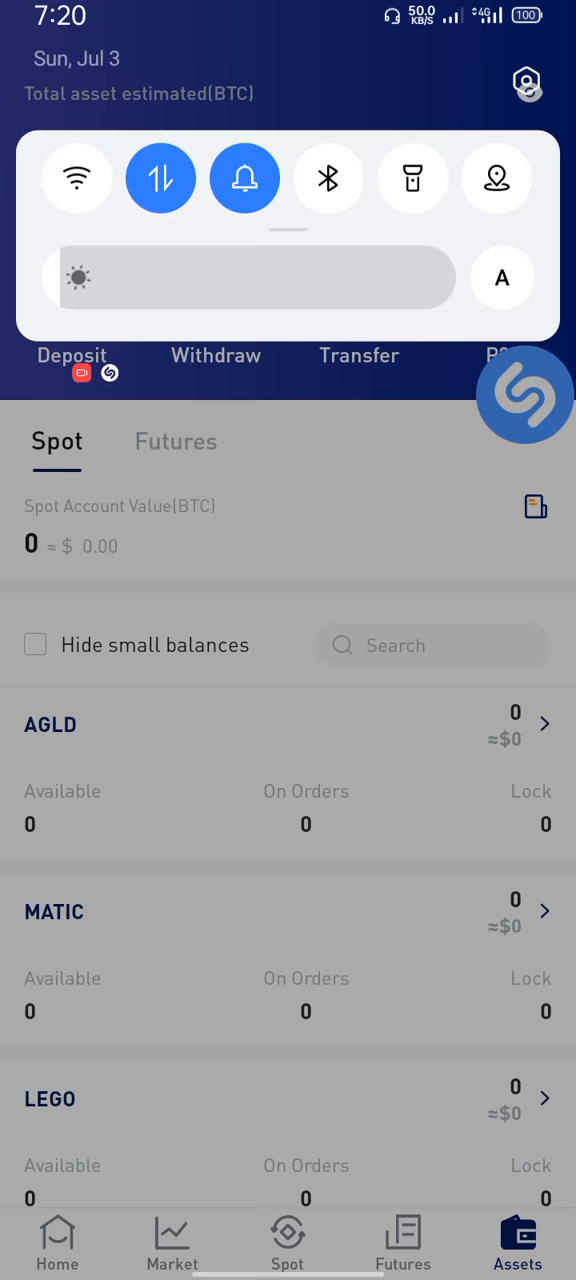 7:20
50.0
KB/S
4G
100
Sun, Jul 3
Total asset estimated(BTC)
A
Deposit Withdraw Transfer
Spot Futures
Spot Account Value(BTC)
0 ≈ $ 0.00
Hide small balances Search
AGLD 0
≈$0
Available On Orders Lock
0 0 0
MATIC 0
≈$0
Available On Orders Lock
0 0 0
LEGO 0
≈$0
Available On Orders Lock
0 0 0
Home Market Spot Futures Assets